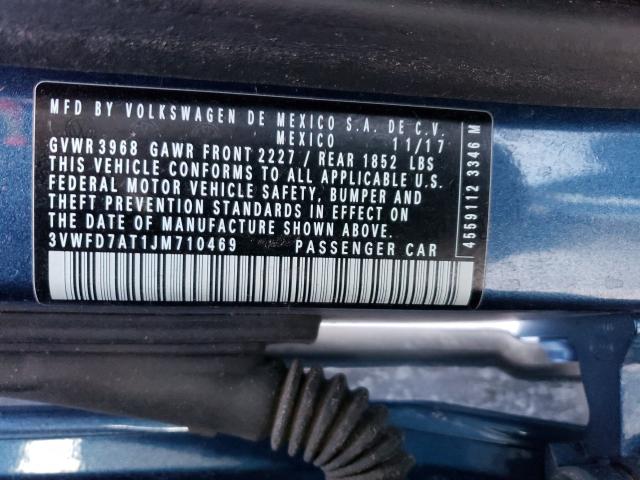 MFD BY VOLKSWAGEN DE MEXICO S.A. DE C.V.
MEXICO 11/17
GVWR 3968 GAWR FRONT 2227 / REAR 1852 LBS
THIS VEHICLE CONFORMS TO ALL APPLICABLE U.S.
FEDERAL MOTOR VEHICLE SAFETY, BUMPER AND
THEFT PREVENTION STANDARDS IN EFFECT ON
THE DATE OF MANUFACTURE SHOWN ABOVE.
3VWFD7AT1JM710469 PASSENGER CAR
4559112 3346 M